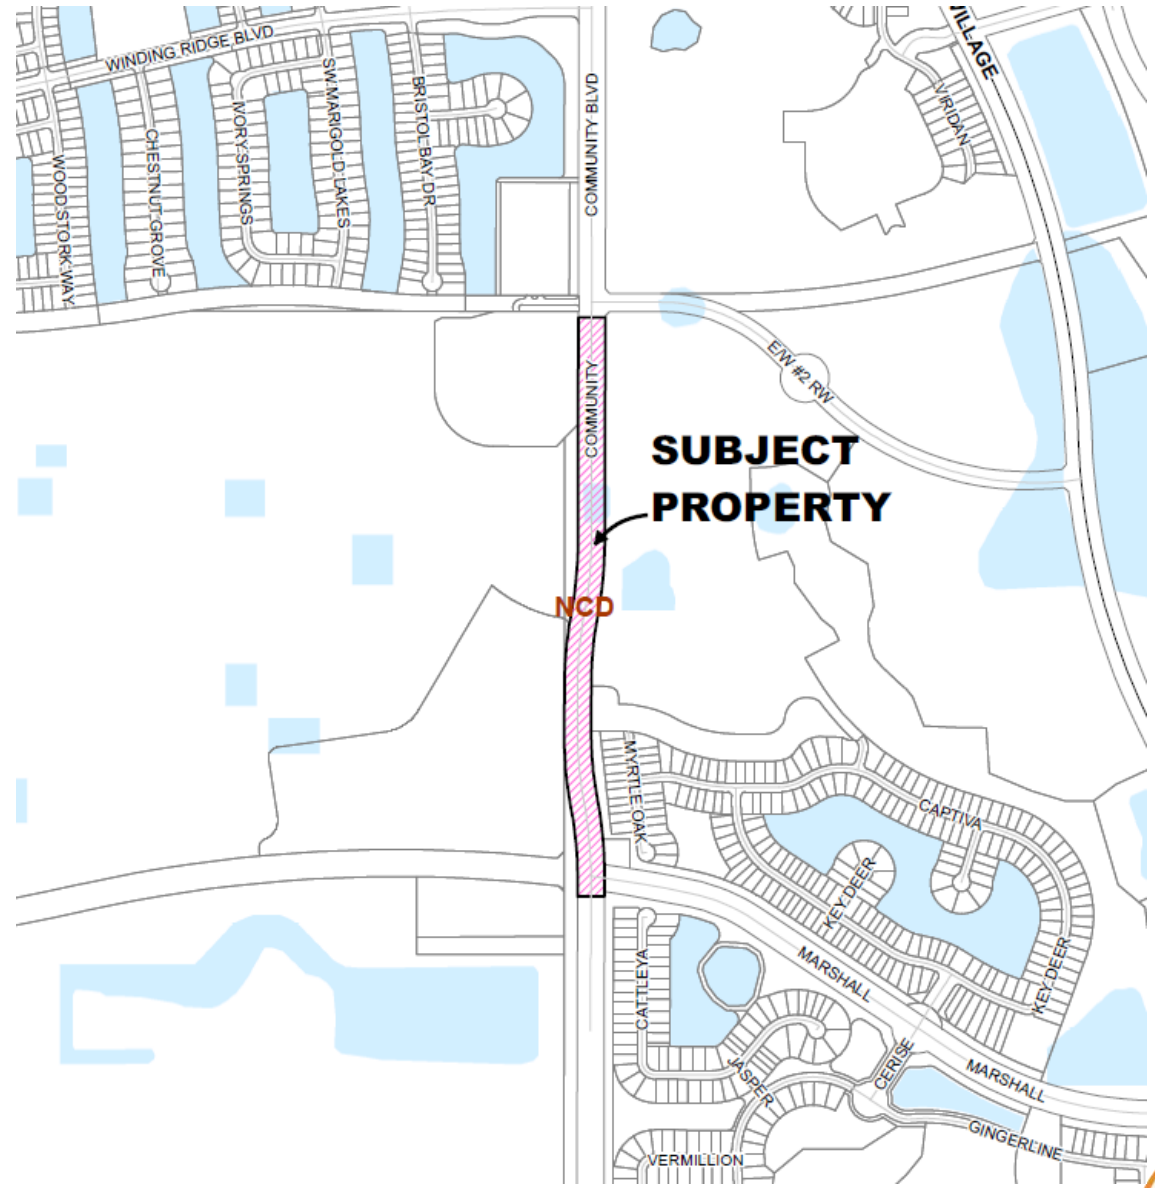 VILLAGE
WINDING RIDGE BLVD
WOOD STORK WAY
CHESTNUT GROVE
IVORY SPRINGS
SW MARIGOLD LAKES
BRISTOL BAY DR
COMMUNITY BLVD
VIRIDAN
E/W #2 RW
COMMUNITY
SUBJECT
PROPERTY
NCD
MYRTLE OAK
CAPTIVA
KEY DEER
KEY DEER
MARSHALL
CATTLEYA
JASPER
CERISE
MARSHALL
GINGERLINE
VERMILLION